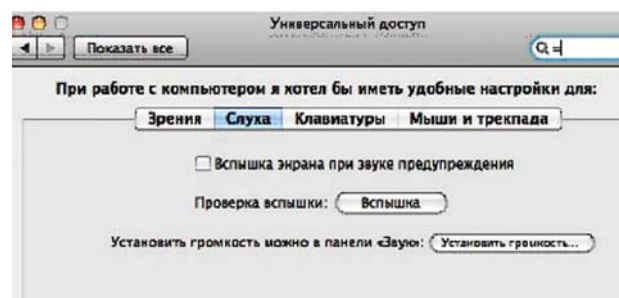 Универсальный доступ
Показать все
=
При работе с компьютером я хотел бы иметь удобные настройки для:
Зрения Слуха Клавиатуры Мыши и трекпада
Вспышка экрана при звуке предупреждения
Проверка вспышки: Вспышка
Установить громкость можно в панели «Звук»: Установить громкость...